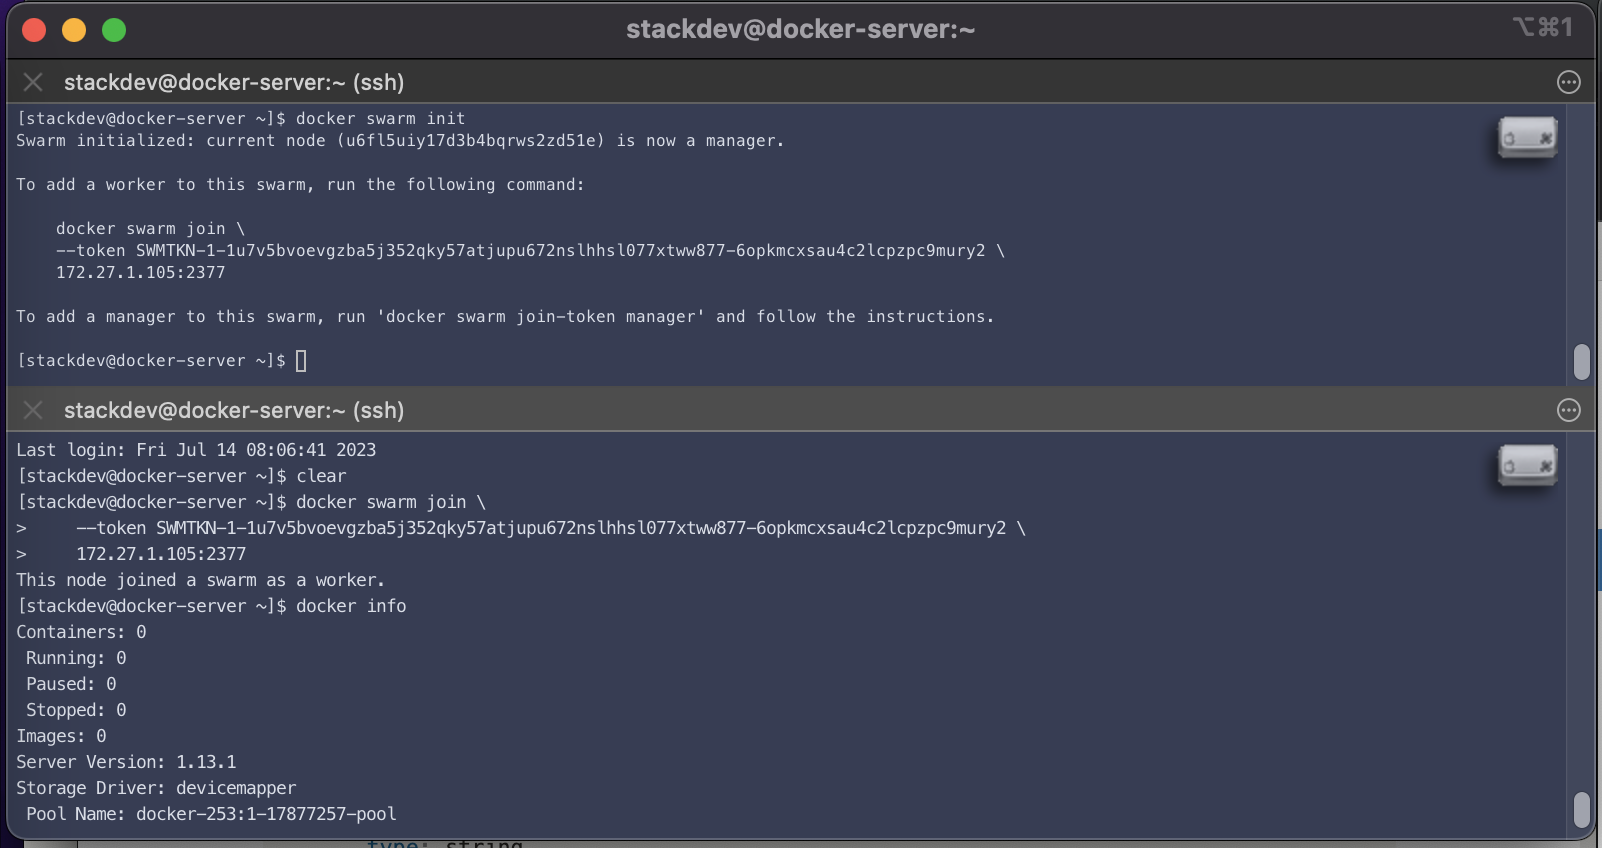 stackdev@docker-server:~
⌥⌘1
stackdev@docker-server:~ (ssh)
[stackdev@docker-server ~]$ docker swarm init
Swarm initialized: current node (u6fl5uiy17d3b4bqrws2zd51e) is now a manager.
To add a worker to this swarm, run the following command:
docker swarm join \
--token SWMTKN-1-1u7v5bvoevgzba5j352qky57atjupu672nslhhsl077xtww877-6opkmcxsau4c2lcpzpc9mury2 \
172.27.1.105:2377
To add a manager to this swarm, run 'docker swarm join-token manager' and follow the instructions.
[stackdev@docker-server ~]$
stackdev@docker-server:~ (ssh)
Last login: Fri Jul 14 08:06:41 2023
[stackdev@docker-server ~]$ clear
[stackdev@docker-server ~]$ docker swarm join \
>     --token SWMTKN-1-1u7v5bvoevgzba5j352qky57atjupu672nslhhsl077xtww877-6opkmcxsau4c2lcpzpc9mury2 \
>     172.27.1.105:2377
This node joined a swarm as a worker.
[stackdev@docker-server ~]$ docker info
Containers: 0
Running: 0
Paused: 0
Stopped: 0
Images: 0
Server Version: 1.13.1
Storage Driver: devicemapper
Pool Name: docker-253:1-17877257-pool
type: string